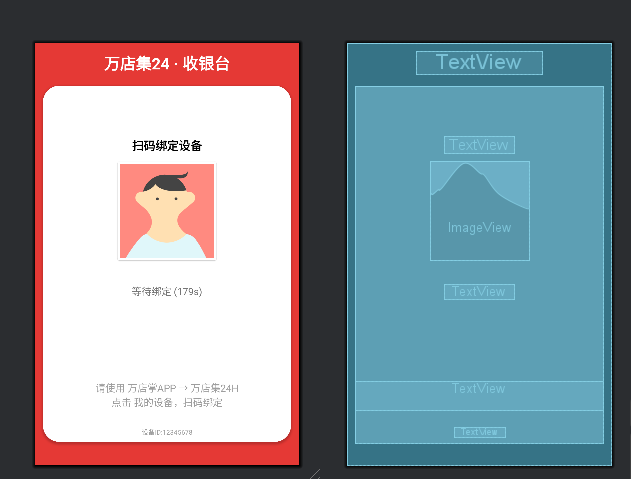 万店集24 · 收银台
扫码绑定设备
等待绑定 (179s)
请使用 万店掌APP -> 万店集24H
点击 我的设备，扫码绑定
设备ID:12345678
TextView
TextView
ImageView
TextView
TextView
TextView